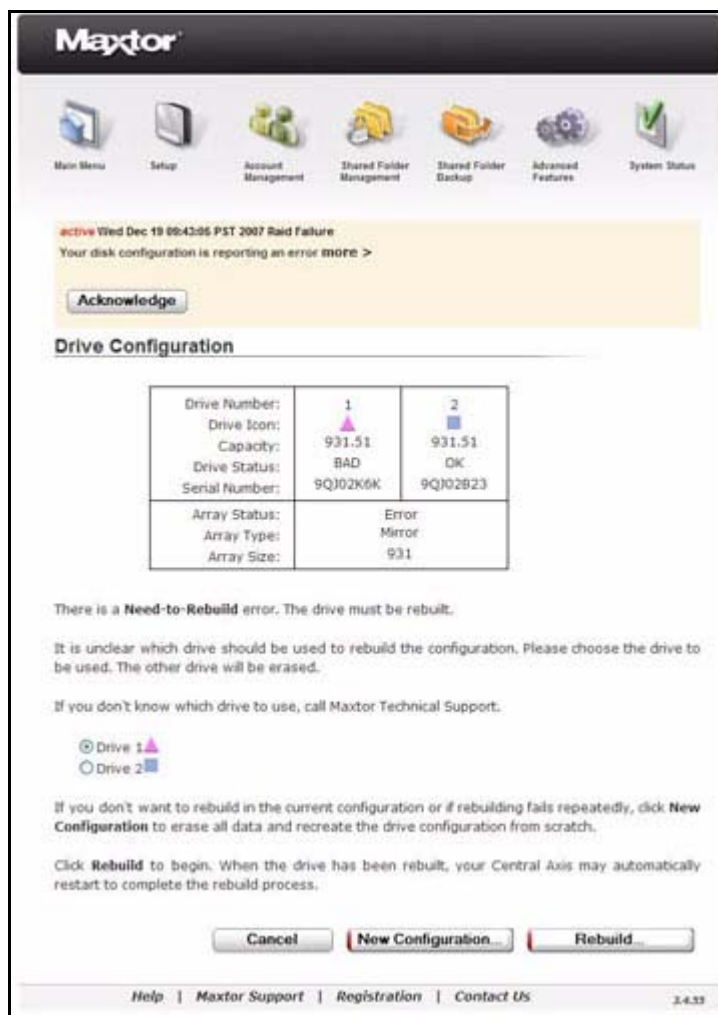 Maxtor
Main Menu
Setup
Account Management
Shared Folder Management
Shared Folder Backup
Advanced Features
System Status
active Wed Dec 19 09:43:05 PST 2007 Raid Failure
Your disk configuration is reporting an error more >
Acknowledge
Drive Configuration
Drive Number: 1 2
Drive Icon:
Capacity: 931.51 931.51
Drive Status: BAD OK
Serial Number: 9QJ02K6K 9QJ02B23
Array Status: Error
Array Type: Mirror
Array Size: 931
There is a Need-to-Rebuild error. The drive must be rebuilt.
It is unclear which drive should be used to rebuild the configuration. Please choose the drive to
be used. The other drive will be erased.
If you don't know which drive to use, call Maxtor Technical Support.
Drive 1
Drive 2
If you don't want to rebuild in the current configuration or if rebuilding fails repeatedly, click New
Configuration to erase all data and recreate the drive configuration from scratch.
Click Rebuild to begin. When the drive has been rebuilt, your Central Axis may automatically
restart to complete the rebuild process.
Cancel
New Configuration...
Rebuild...
Help | Maxtor Support | Registration | Contact Us